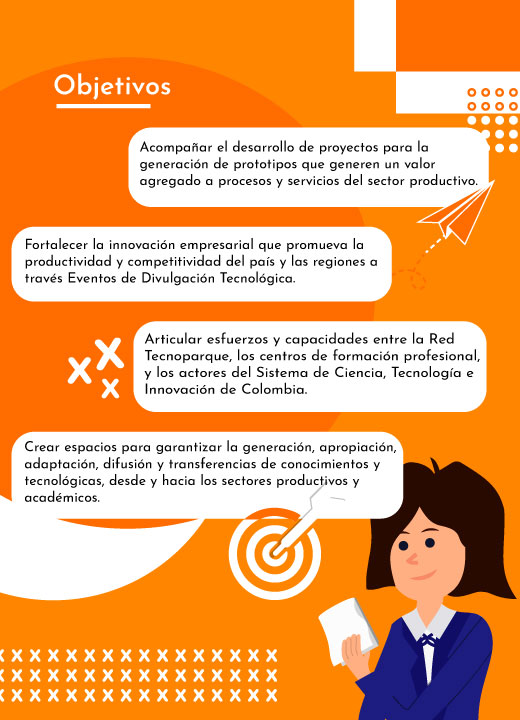 Objetivos
Acompañar el desarrollo de proyectos para la
generación de prototipos que generen un valor
agregado a procesos y servicios del sector productivo.
Fortalecer la innovación empresarial que promueva la
productividad y competitividad del país y las regiones a
través Eventos de Divulgación Tecnológica.
Articular esfuerzos y capacidades entre la Red
Tecnoparque, los centros de formación profesional,
y los actores del Sistema de Ciencia, Tecnología e
Innovación de Colombia.
Crear espacios para garantizar la generación, apropiación,
adaptación, difusión y transferencias de conocimientos y
tecnológicas, desde y hacia los sectores productivos y
académicos.